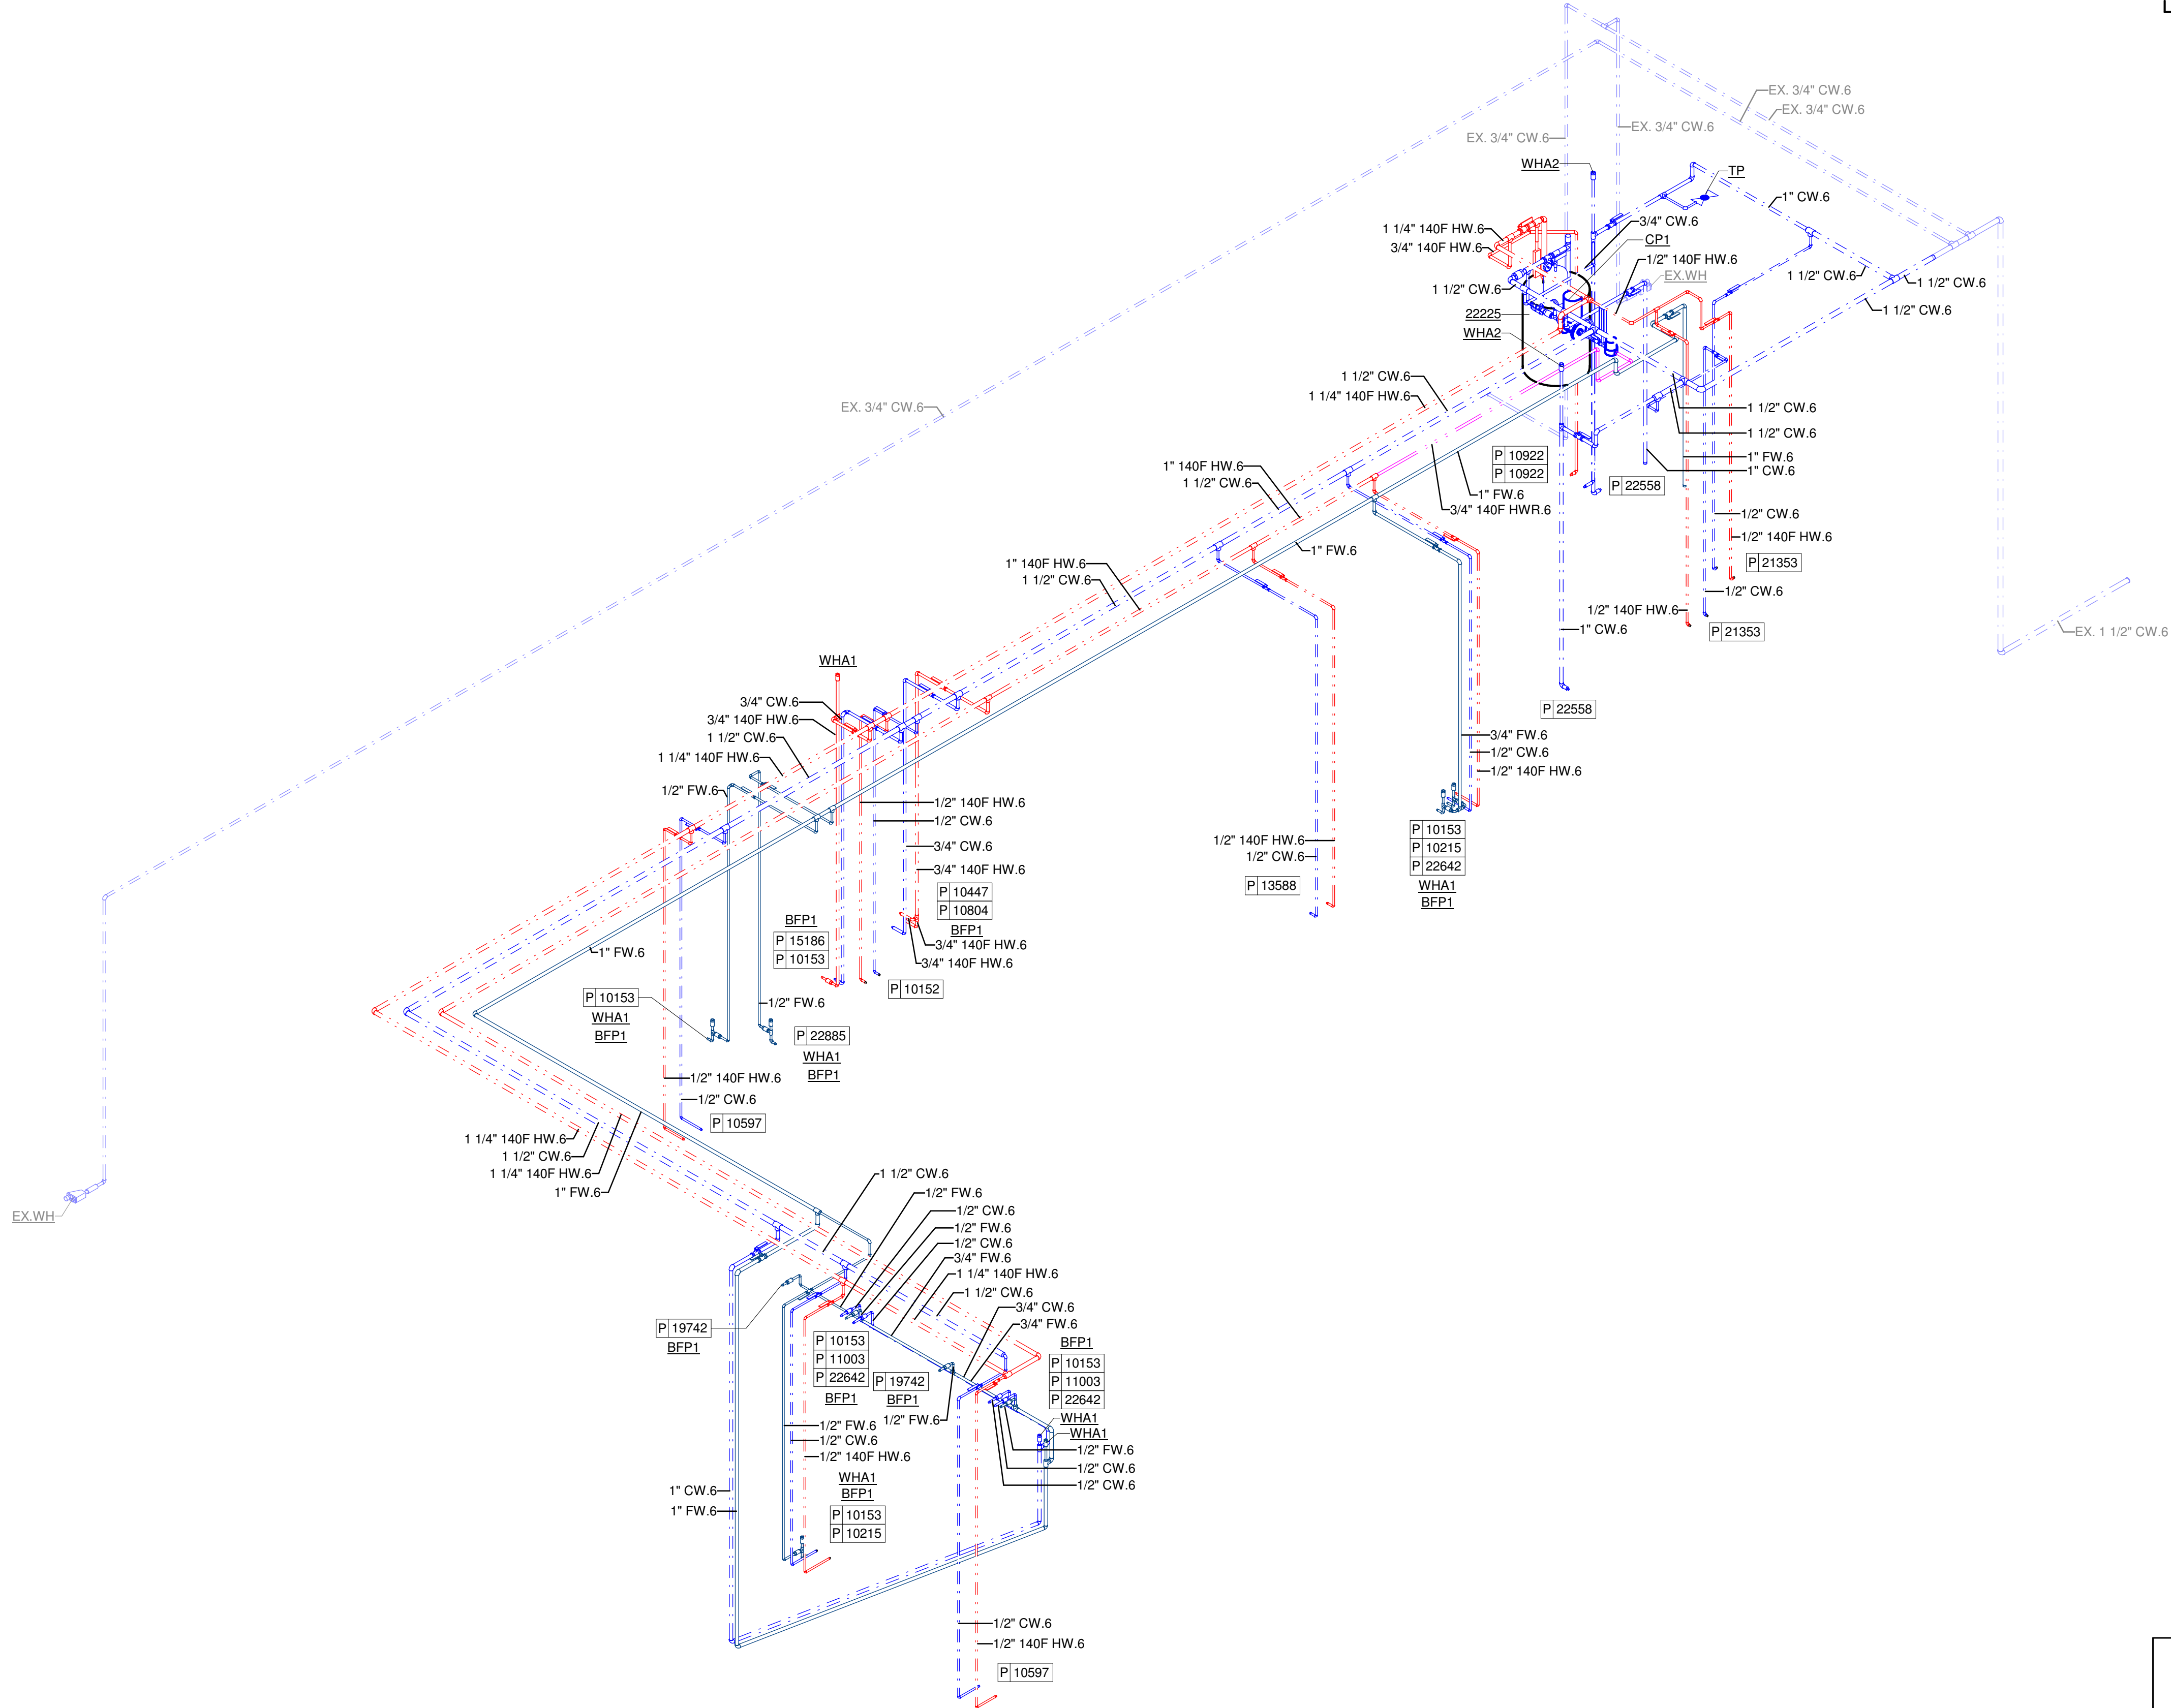 EX. 3/4" CW.6
EX. 3/4" CW.6
EX. 3/4" CW.6
EX. 3/4" CW.6
WHA2
TP
1" CW.6
3/4" CW.6
1 1/4" 140F HW.6
3/4" 140F HW.6
CP1
1/2" 140F HW.6
EX.WH
1 1/2" CW.6
1 1/2" CW.6
1 1/2" CW.6
1 1/2" CW.6
22225
WHA2
1 1/2" CW.6
1 1/4" 140F HW.6
EX. 3/4" CW.6
1 1/2" CW.6
1 1/2" CW.6
1" FW.6
1" CW.6
P 10922
P 10922
P 22558
1" 140F HW.6
1 1/2" CW.6
1" FW.6
3/4" 140F HWR.6
1/2" CW.6
1/2" 140F HW.6
P 21353
1" FW.6
1" 140F HW.6
1 1/2" CW.6
1/2" CW.6
1/2" 140F HW.6
P 21353
1" CW.6
EX. 1 1/2" CW.6
WHA1
3/4" CW.6
3/4" 140F HW.6
1 1/2" CW.6
1 1/4" 140F HW.6
1/2" FW.6
P 22558
3/4" FW.6
1/2" CW.6
1/2" 140F HW.6
1/2" 140F HW.6
1/2" CW.6
3/4" CW.6
3/4" 140F HW.6
P 10447
P 10804
BFP1
3/4" 140F HW.6
3/4" 140F HW.6
1/2" 140F HW.6
1/2" CW.6
P 13588
P 10153
P 10215
P 22642
WHA1
BFP1
BFP1
P 15186
P 10153
P 10152
1" FW.6
P 10153
WHA1
BFP1
1/2" FW.6
P 22885
WHA1
BFP1
1/2" 140F HW.6
1/2" CW.6
P 10597
1 1/4" 140F HW.6
1 1/2" CW.6
1 1/4" 140F HW.6
1" FW.6
EX.WH
1 1/2" CW.6
1/2" FW.6
1/2" CW.6
1/2" FW.6
1/2" CW.6
3/4" FW.6
1 1/4" 140F HW.6
1 1/2" CW.6
3/4" CW.6
3/4" FW.6
P 19742
BFP1
P 10153
P 11003
P 22642
BFP1
P 19742
BFP1
1/2" FW.6
BFP1
P 10153
P 11003
P 22642
WHA1
WHA1
1/2" FW.6
1/2" CW.6
1/2" CW.6
1/2" FW.6
1/2" CW.6
1/2" 140F HW.6
WHA1
BFP1
P 10153
P 10215
1" CW.6
1" FW.6
1/2" CW.6
1/2" 140F HW.6
P 10597